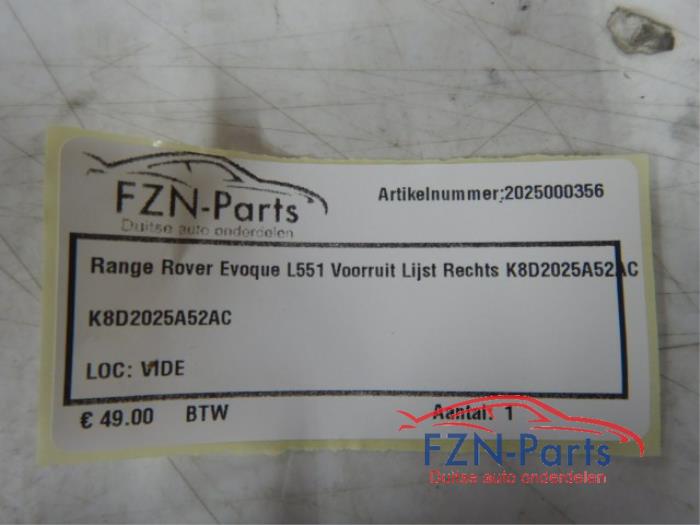 FZN-Parts
Duitse auto onderdelen
Artikelnummer:2025000356
Range Rover Evoque L551 Voorruit Lijst Rechts K8D2025A52AC
K8D2025A52AC
LOC: VIDE
€ 49.00 BTW Aantal: 1
FZN-Parts
Duitse auto onderdelen